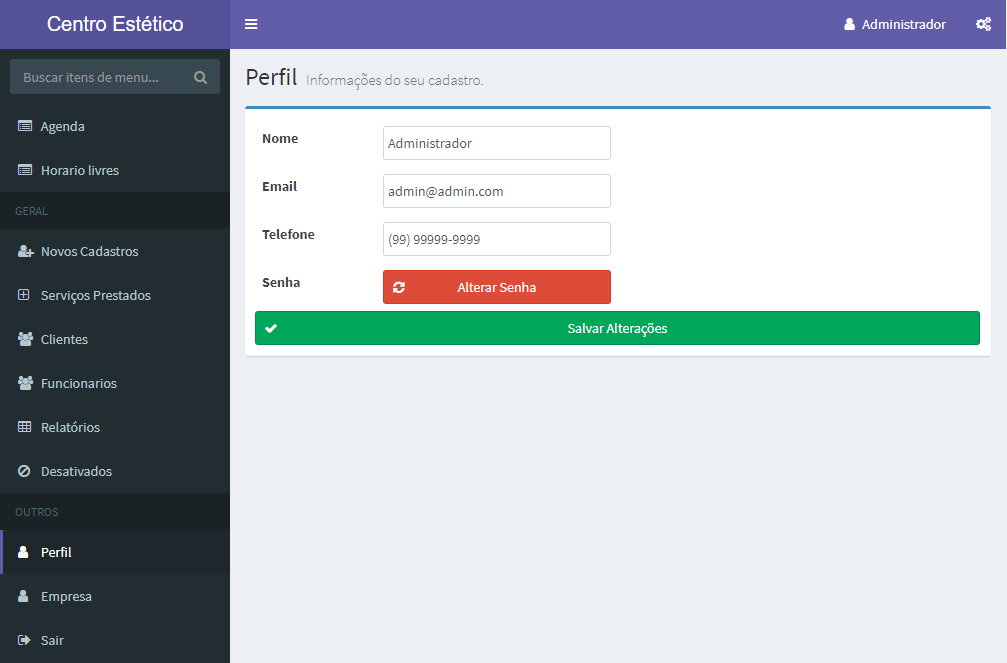 Centro Estético
Administrador
Buscar itens de menu...
Agenda
Horario livres
GERAL
Novos Cadastros
Serviços Prestados
Clientes
Funcionarios
Relatórios
Desativados
OUTROS
Perfil
Empresa
Sair
Perfil Informações do seu cadastro.
Nome Administrador
Email admin@admin.com
Telefone (99) 99999-9999
Senha Alterar Senha
Salvar Alterações